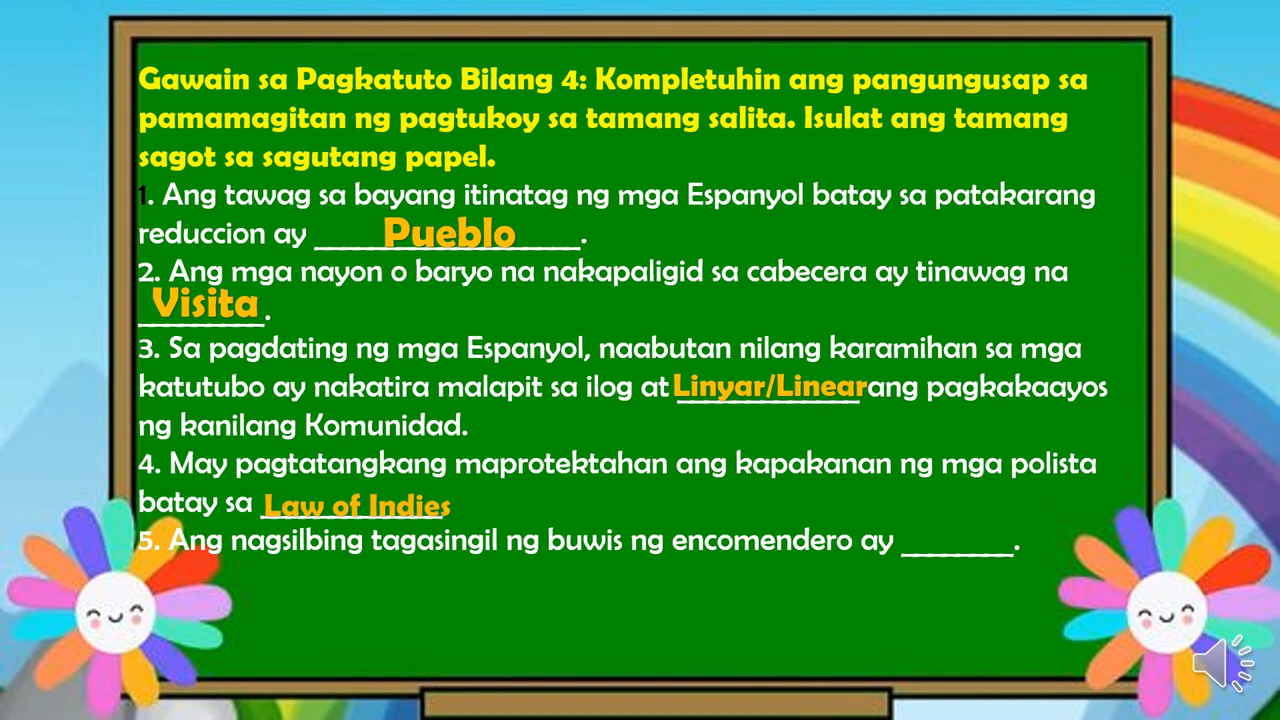 Gawain sa Pagkatuto Bilang 4: Kompletuhin ang pangungusap sa
pamamagitan ng pagtukoy sa tamang salita. Isulat ang tamang
sagot sa sagutang papel.
1. Ang tawag sa bayang itinatag ng mga Espanyol batay sa patakarang
reduccion ay ___Pueblo___.
2. Ang mga nayon o baryo na nakapaligid sa cabecera ay tinawag na
Visita.
3. Sa pagdating ng mga Espanyol, naabutan nilang karamihan sa mga
katutubo ay nakatira malapit sa ilog at Linyar/Linear ang pagkakaayos
ng kanilang Komunidad.
4. May pagtatangkang maprotektahan ang kapakanan ng mga polista
batay sa Law of Indies
5. Ang nagsilbing tagasingil ng buwis ng encomendero ay ________.